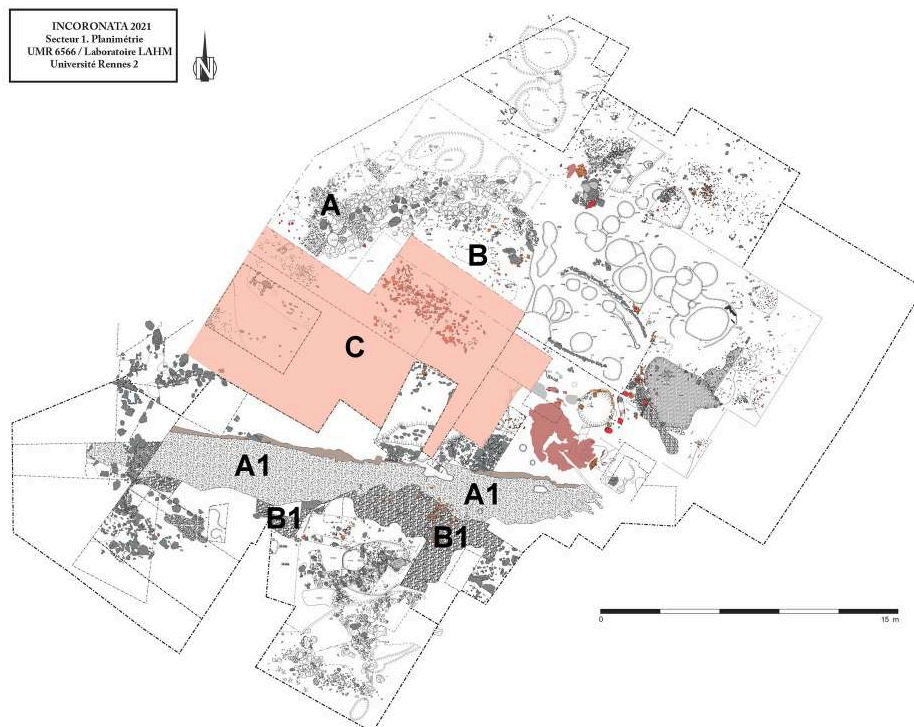 INCORONATA 2021
Secteur 1. Planimétrie
UMR 6566 / Laboratoire LAHM
Université Rennes 2
N
A
B
C
A1
A1
B1
B1
0
15 m